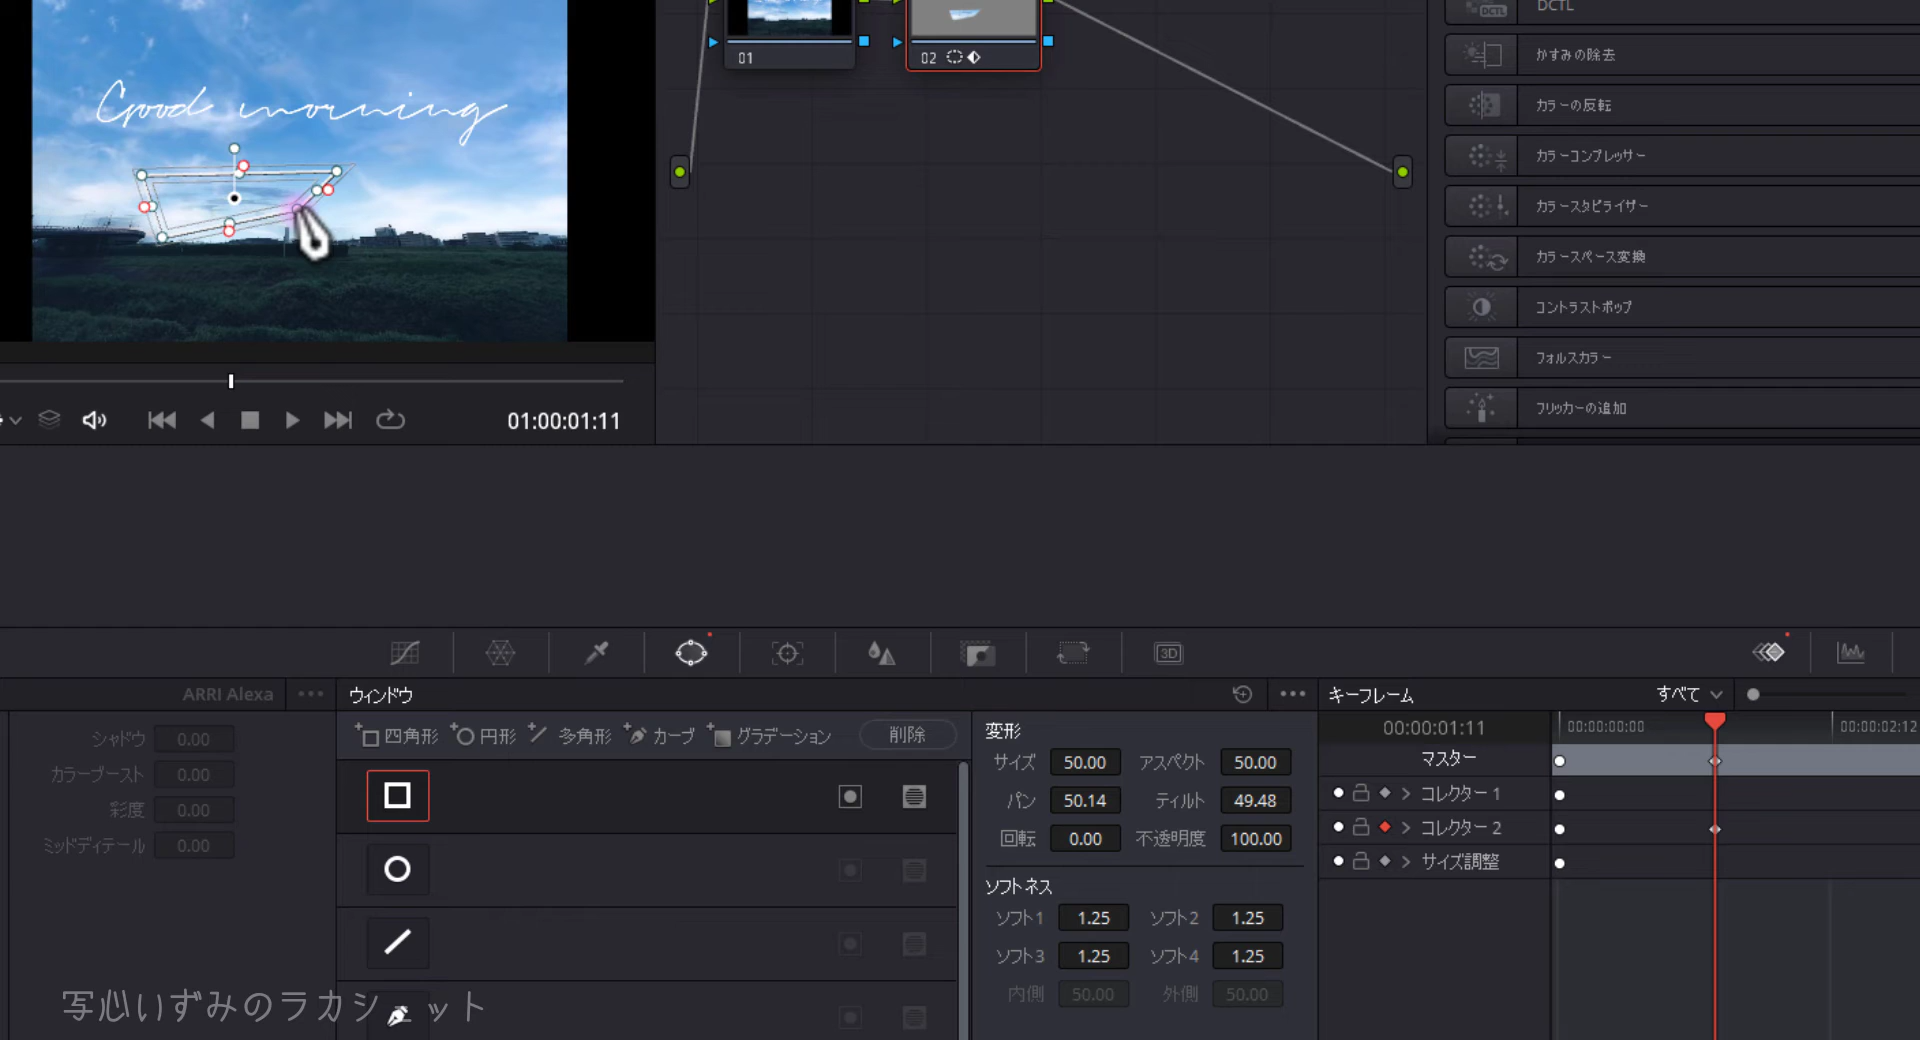 Good morning
01
02
DCTL
かすみの除去
カラーの反転
カラーコンプレッサー
カラースタビライザー
カラースペース変換
コントラストポップ
フォルスカラー
フリッカーの追加
01:00:01:11
3D
ARRI Alexa
シャドウ 0.00
カラーブースト 0.00
彩度 0.00
ミッドディテール 0.00
ウィンドウ
四角形 円形 多角形 カーブ グラデーション 削除
変形
サイズ 50.00 アスペクト 50.00
パン 50.14 ティルト 49.48
回転 0.00 不透明度 100.00
ソフトネス
ソフト1 1.25 ソフト2 1.25
ソフト3 1.25 ソフト4 1.25
内側 50.00 外側 50.00
キーフレーム すべて
00:00:01:11 00:00:00:00 00:00:02:12
マスター
コレクター 1
コレクター 2
サイズ調整
写心いずみのラカシェット